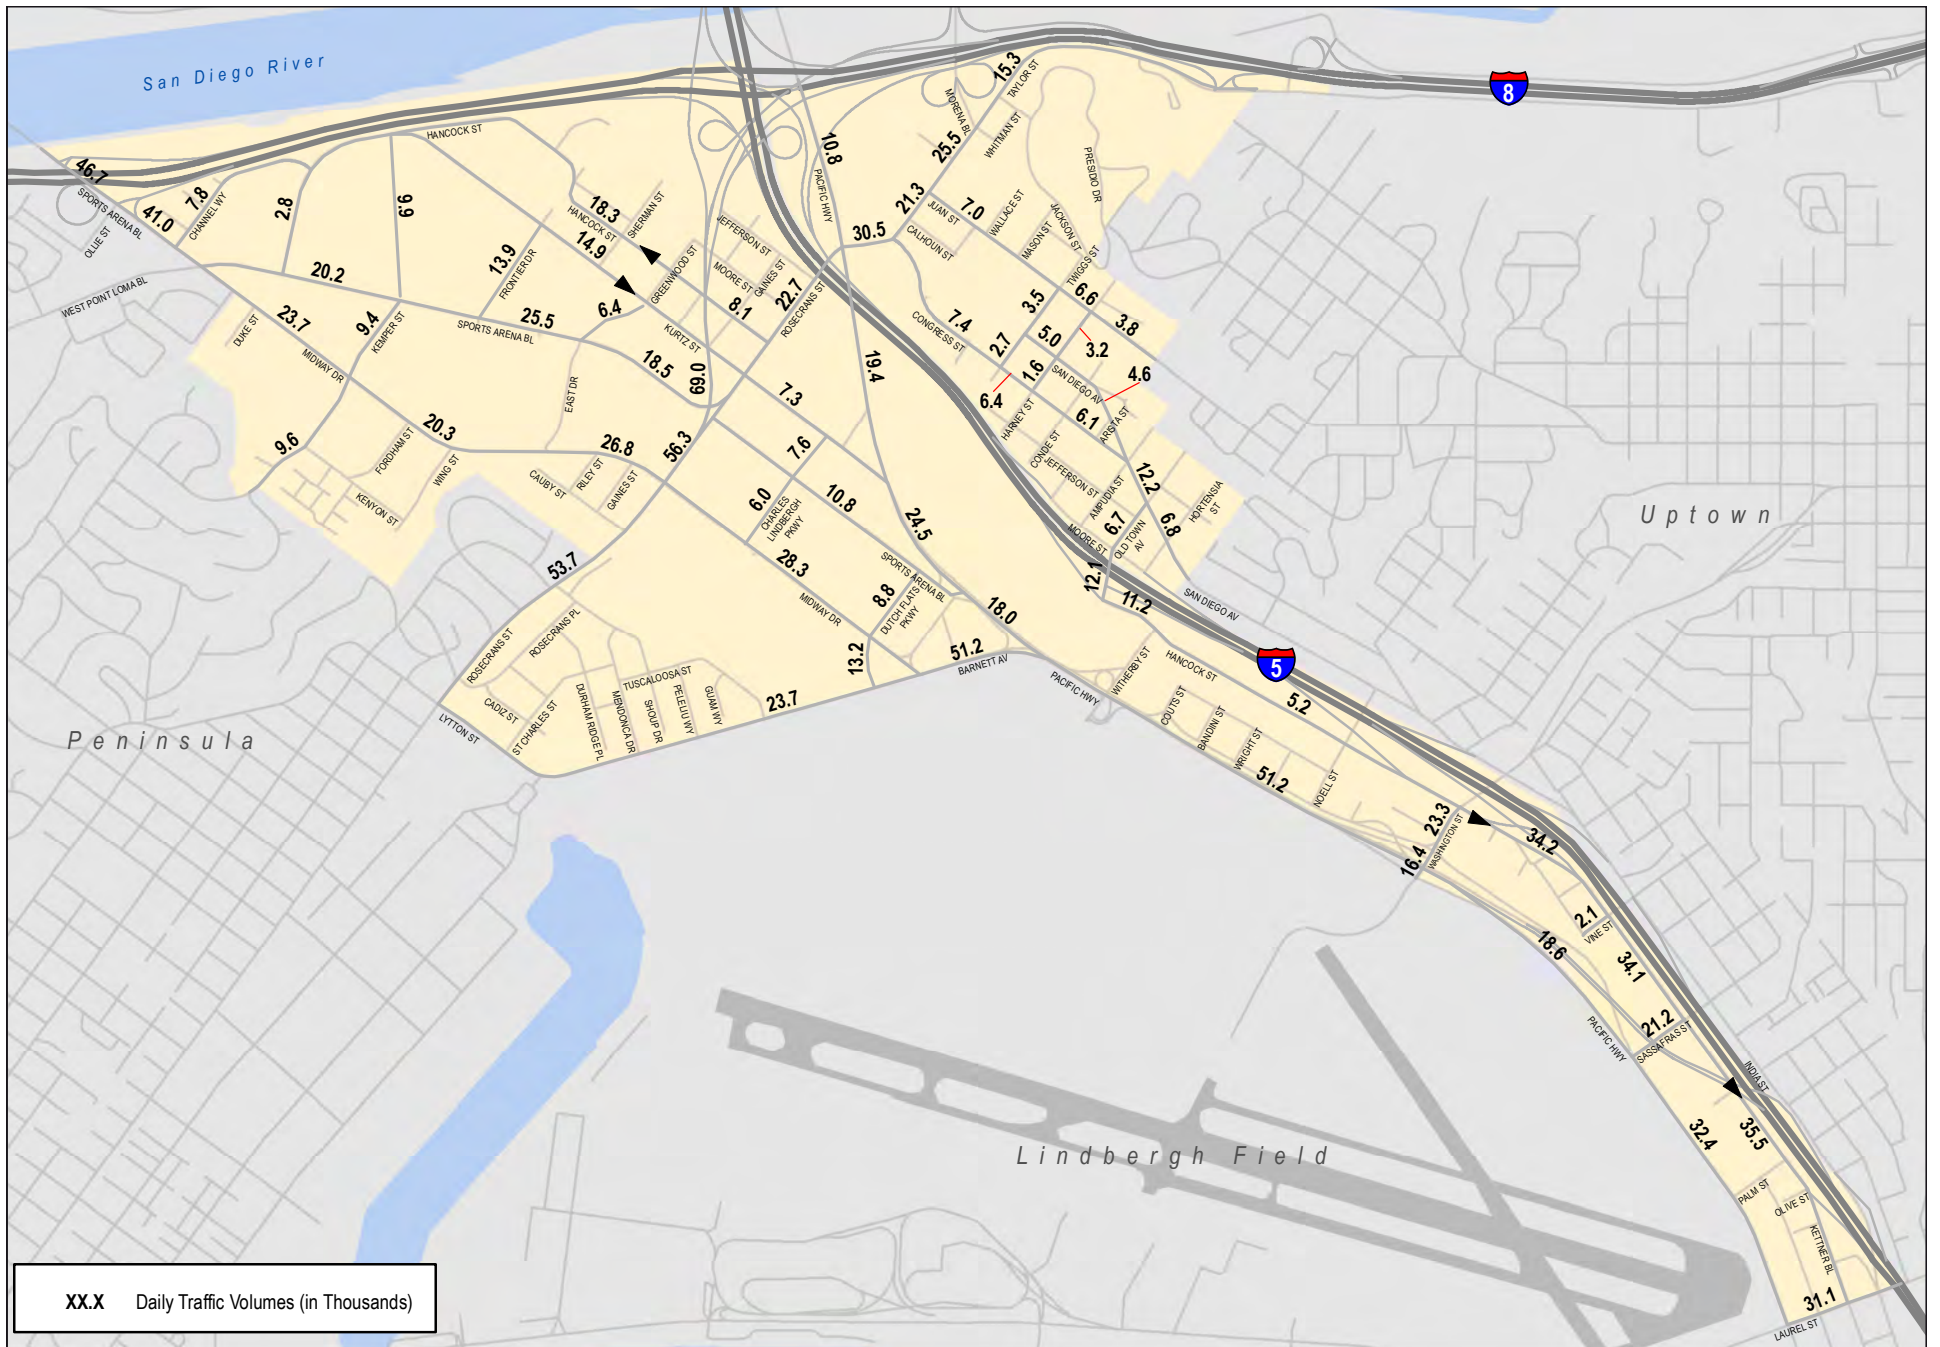 San Diego River
8
15.3
TAYLOR ST
MORENA BL
25.5
WHITMAN ST
PRESIDIO DR
HANCOCK ST
10.8
PACIFIC HWY
46.7
SPORTS ARENA BL
41.0
OLLIE ST
7.8
CHANNEL WY
2.8
9.9
18.3
HANCOCK ST
14.9
SHERMAN ST
JEFFERSON ST
MOORE ST
GAINES ST
GREENWOOD ST
21.3
JUAN ST
7.0
CALHOUN ST
WALLACE ST
MASON ST
JACKSON ST
TWIGGS ST
30.5
WEST POINT LOMA BL
20.2
13.9
FRONTIER DR
6.4
8.1
22.7
ROSECRANS ST
3.5
6.6
3.8
23.7
DUKE ST
9.4
KEMPER ST
25.5
SPORTS ARENA BL
KURTZ ST
7.4
CONGRESS ST
2.7
5.0
3.2
1.6
SAN DIEGO AV
4.6
6.4
MIDWAY DR
18.5
69.0
19.4
7.3
HARNEY ST
6.1
ARISTA ST
EAST DR
9.6
FORDHAM ST
20.3
WING ST
KENYON ST
26.8
CAUBY ST
RILEY ST
GAINES ST
56.3
7.6
6.0
CHARLES
LINDBERGH
PKWY
10.8
24.5
CONDE ST
JEFFERSON ST
AMPUDIA ST
12.2
HORTENSIA
ST
6.7
6.8
MOORE ST
OLD TOWN
AV
Uptown
53.7
28.3
SPORTS ARENA BL
MIDWAY DR
8.8
DUTCH FLATS
PKWY
18.0
12.1
11.2
SAN DIEGO AV
5
ROSECRANS ST
ROSECRANS PL
13.2
51.2
BARNETT AV
PACIFIC HWY
WITHERBY ST
HANCOCK ST
5.2
TUSCALOOSA ST
CADIZ ST
ST CHARLES ST
DURHAM RIDGE PL
MENDONCA DR
SHOUP DR
PELELIU WY
GUAM WY
23.7
LYTTON ST
Peninsula
COUTS ST
BANDINI ST
WRIGHT ST
51.2
NOELL ST
23.3
WASHINGTON ST
16.4
34.2
2.1
VINE ST
18.6
34.1
21.2
SASSAFRAS ST
PACIFIC HWY
INDIA ST
32.4
35.5
Lindbergh Field
PALM ST
OLIVE ST
KETTNER BL
31.1
LAUREL ST
XX.X Daily Traffic Volumes (in Thousands)